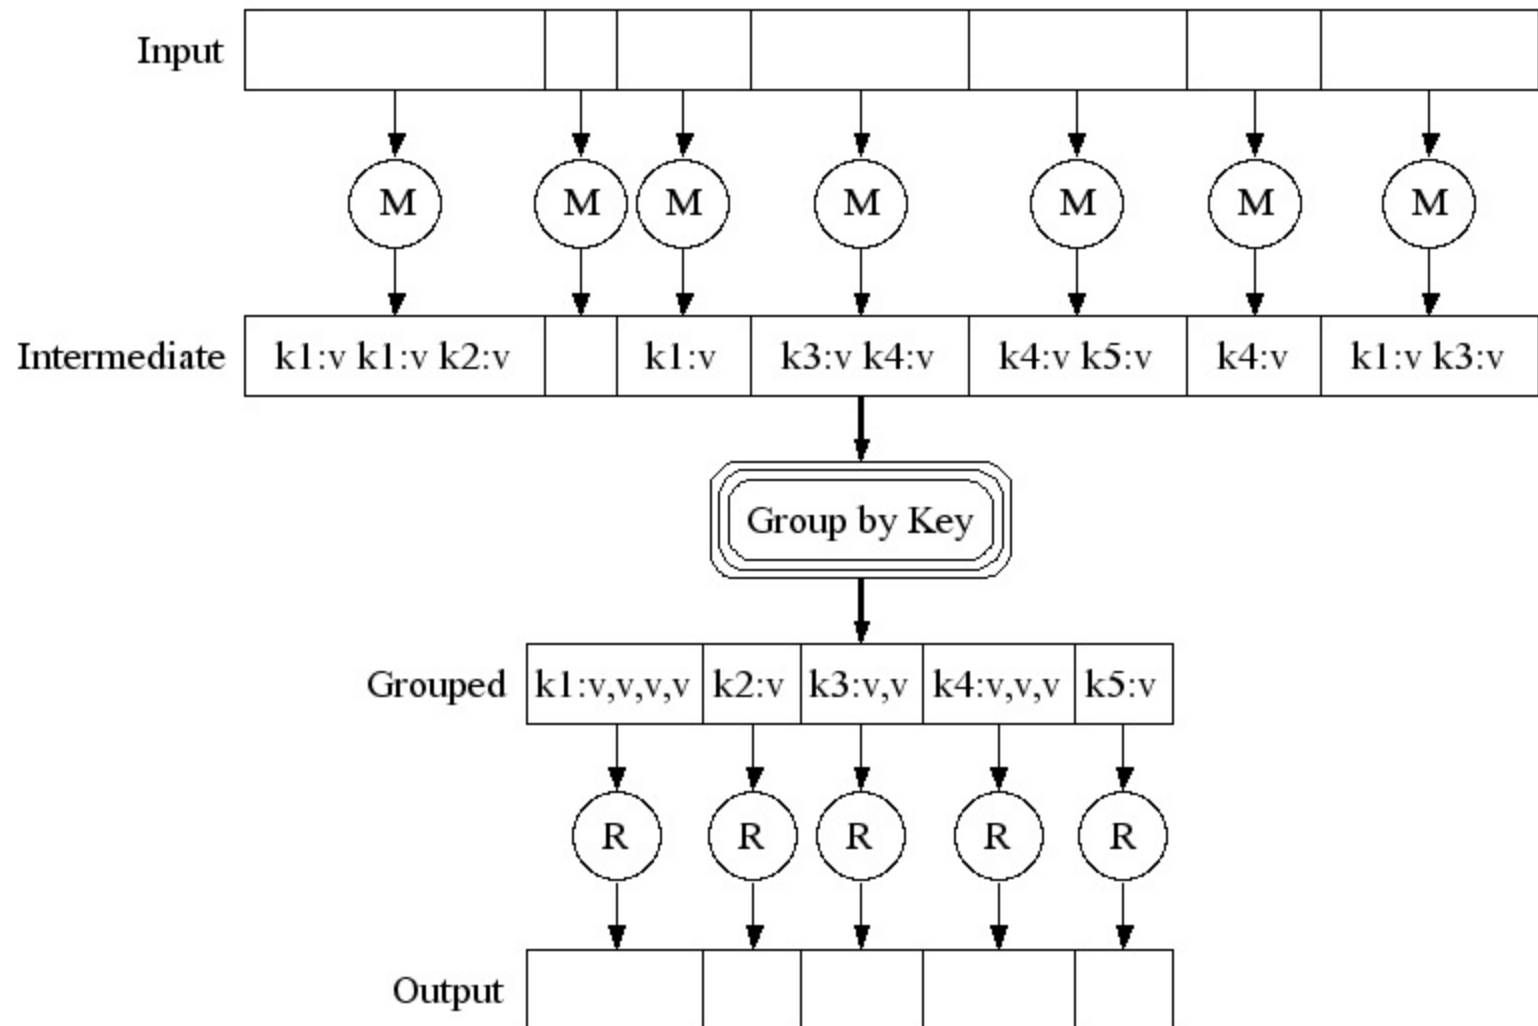 Input
M M M M M M M
Intermediate k1:v k1:v k2:v k1:v k3:v k4:v k4:v k5:v k4:v k1:v k3:v
Group by Key
Grouped k1:v,v,v,v k2:v k3:v,v k4:v,v,v k5:v
R R R R R
Output